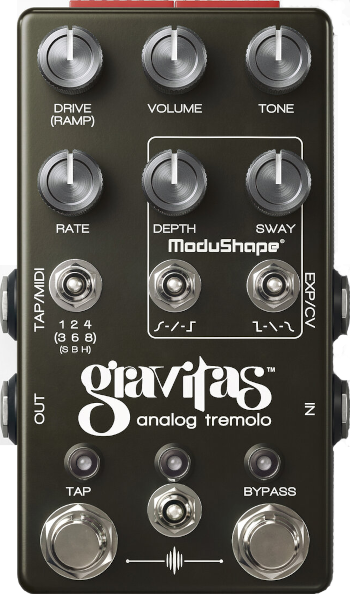 DRIVE VOLUME TONE
(RAMP)
RATE DEPTH SWAY
ModuShape®
TAP/MIDI
EXP/CV
1 2 4
(3 6 8)
(S B H)
gravitas™
analog tremolo
OUT
IN
TAP BYPASS